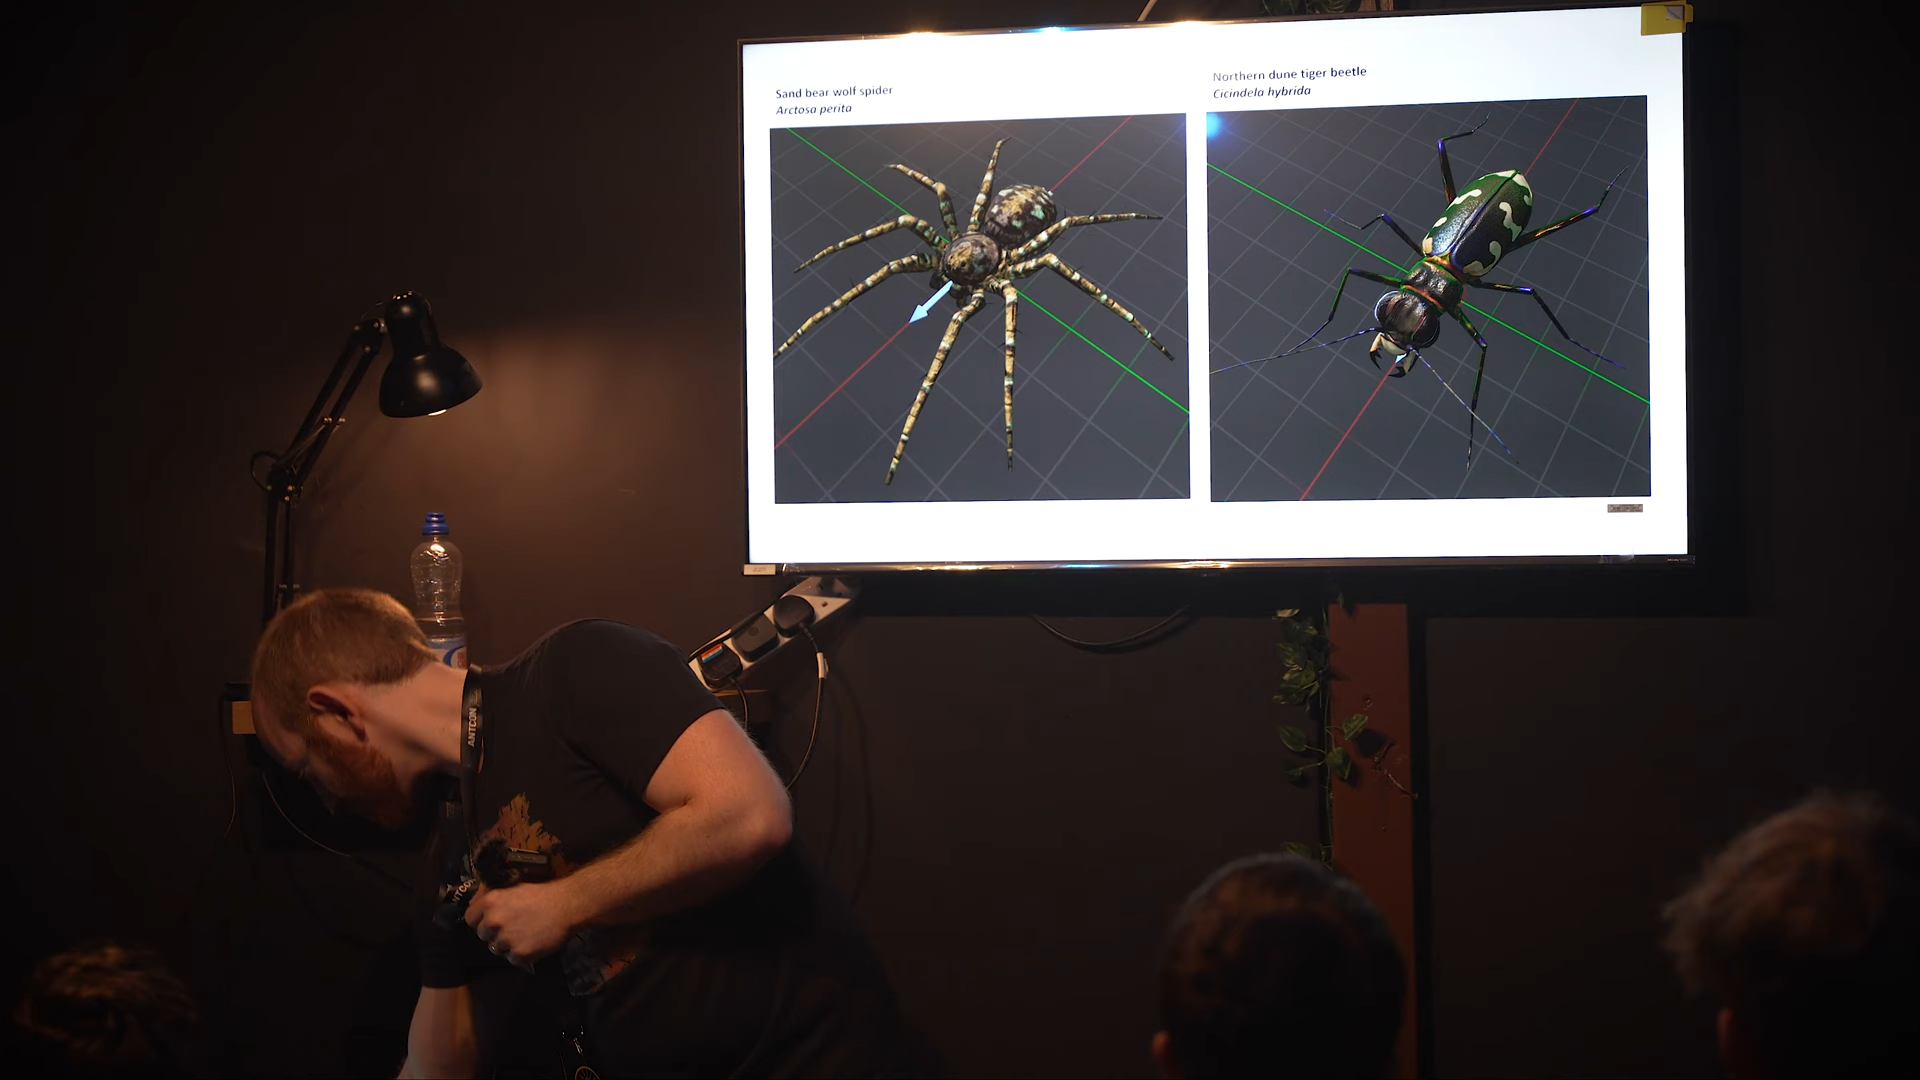 Sand bear wolf spider
Arctosa perita
Northern dune tiger beetle
Cicindela hybrida
ANTCON